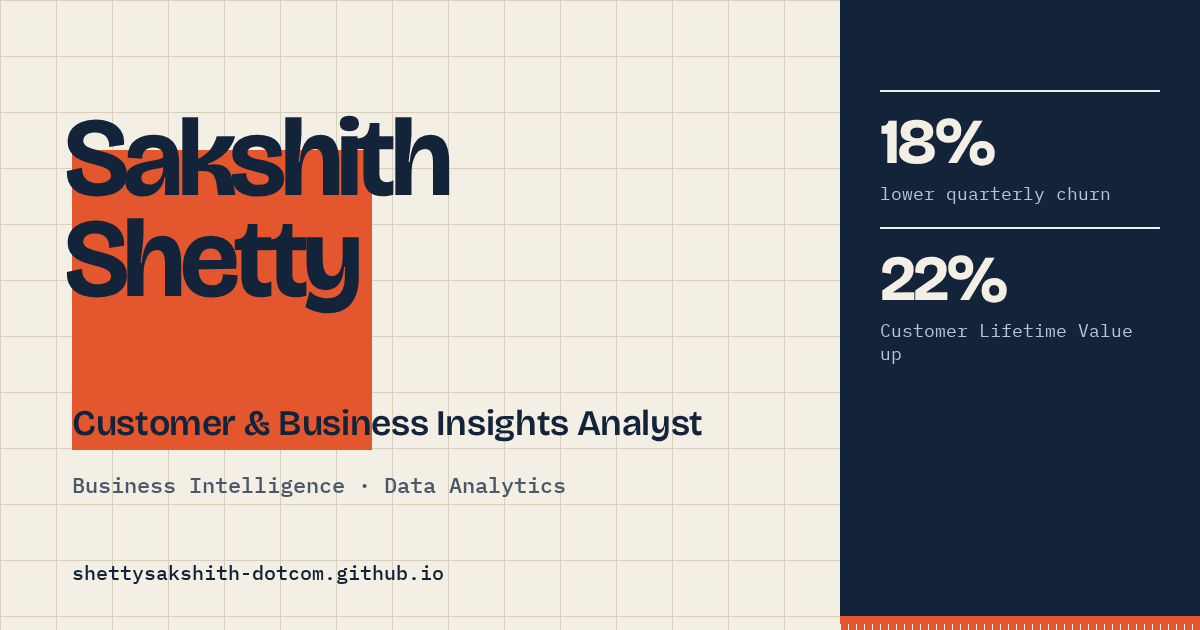 Sakshith
Shetty
Customer & Business Insights Analyst
Business Intelligence · Data Analytics
shettysakshith-dotcom.github.io
18%
lower quarterly churn
22%
Customer Lifetime Value
up